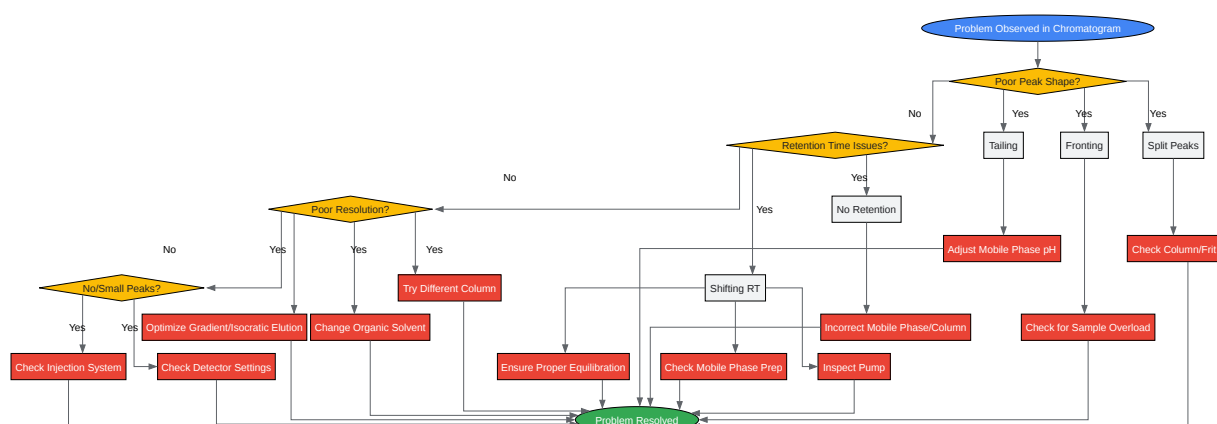 Problem Observed in Chromatogram
Poor Peak Shape?
No
Yes
Yes
Yes
Retention Time Issues?
Tailing
Fronting
Split Peaks
No
Yes
Poor Resolution?
Yes
No Retention
No
Yes
Yes
Yes
Adjust Mobile Phase pH
Check Column/Frit
No/Small Peaks?
Try Different Column
Shifting RT
Yes
Yes
Optimize Gradient/Isocratic Elution
Change Organic Solvent
Incorrect Mobile Phase/Column
Check for Sample Overload
Check Injection System
Check Detector Settings
Ensure Proper Equilibration
Check Mobile Phase Prep
Inspect Pump
Problem Resolved